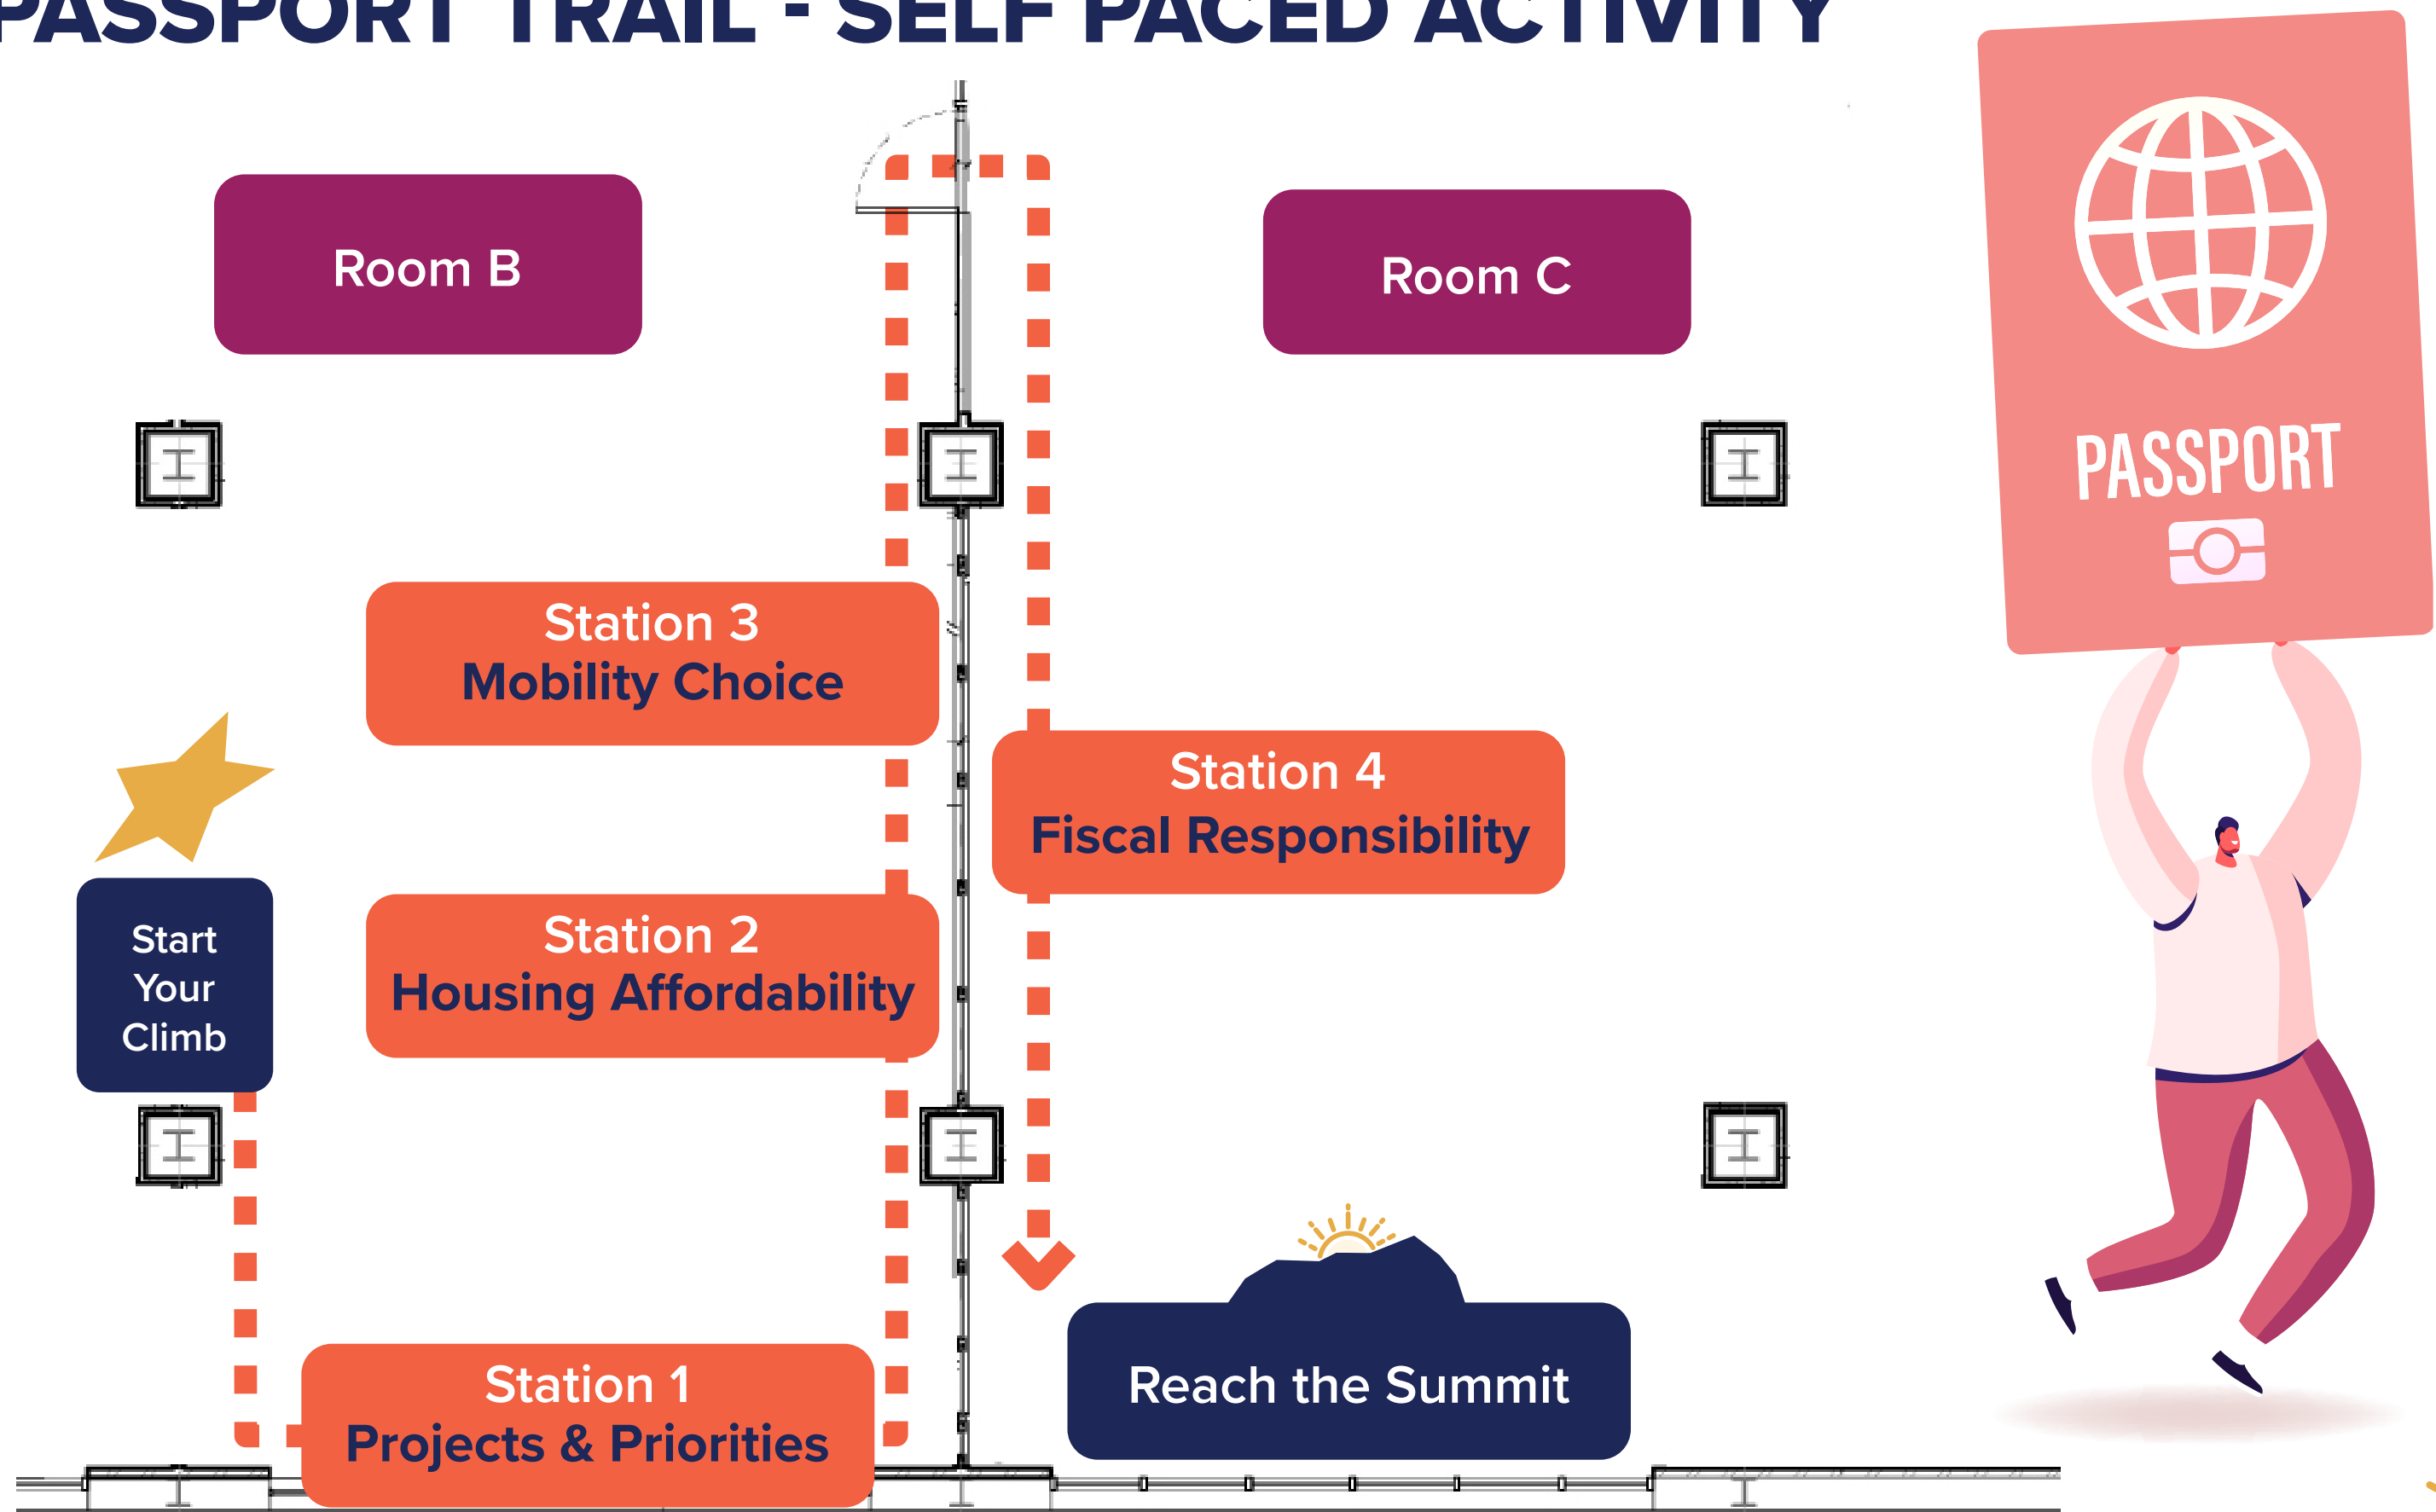 PASSPORT TRAIL - SELF PACED ACTIVITY
Room B
Room C
PASSPORT
Station 3
Mobility Choice
Station 4
Fiscal Responsibility
Start
Your
Climb
Station 2
Housing Affordability
Station 1
Projects & Priorities
Reach the Summit